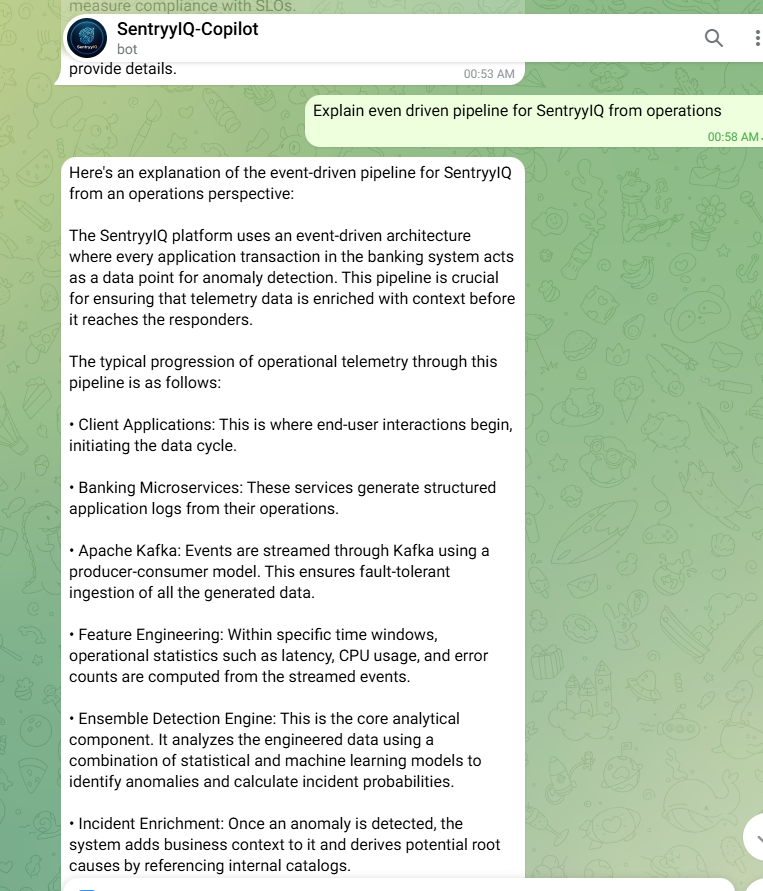 measure compliance with SLOs.
SentryyIQ-Copilot
bot
provide details.
00:53 AM
Explain even driven pipeline for SentryyIQ from operations
00:58 AM
Here's an explanation of the event-driven pipeline for SentryyIQ
from an operations perspective:
The SentryyIQ platform uses an event-driven architecture
where every application transaction in the banking system acts
as a data point for anomaly detection. This pipeline is crucial
for ensuring that telemetry data is enriched with context before
it reaches the responders.
The typical progression of operational telemetry through this
pipeline is as follows:
• Client Applications: This is where end-user interactions begin,
initiating the data cycle.
• Banking Microservices: These services generate structured
application logs from their operations.
• Apache Kafka: Events are streamed through Kafka using a
producer-consumer model. This ensures fault-tolerant
ingestion of all the generated data.
• Feature Engineering: Within specific time windows,
operational statistics such as latency, CPU usage, and error
counts are computed from the streamed events.
• Ensemble Detection Engine: This is the core analytical
component. It analyzes the engineered data using a
combination of statistical and machine learning models to
identify anomalies and calculate incident probabilities.
• Incident Enrichment: Once an anomaly is detected, the
system adds business context to it and derives potential root
causes by referencing internal catalogs.